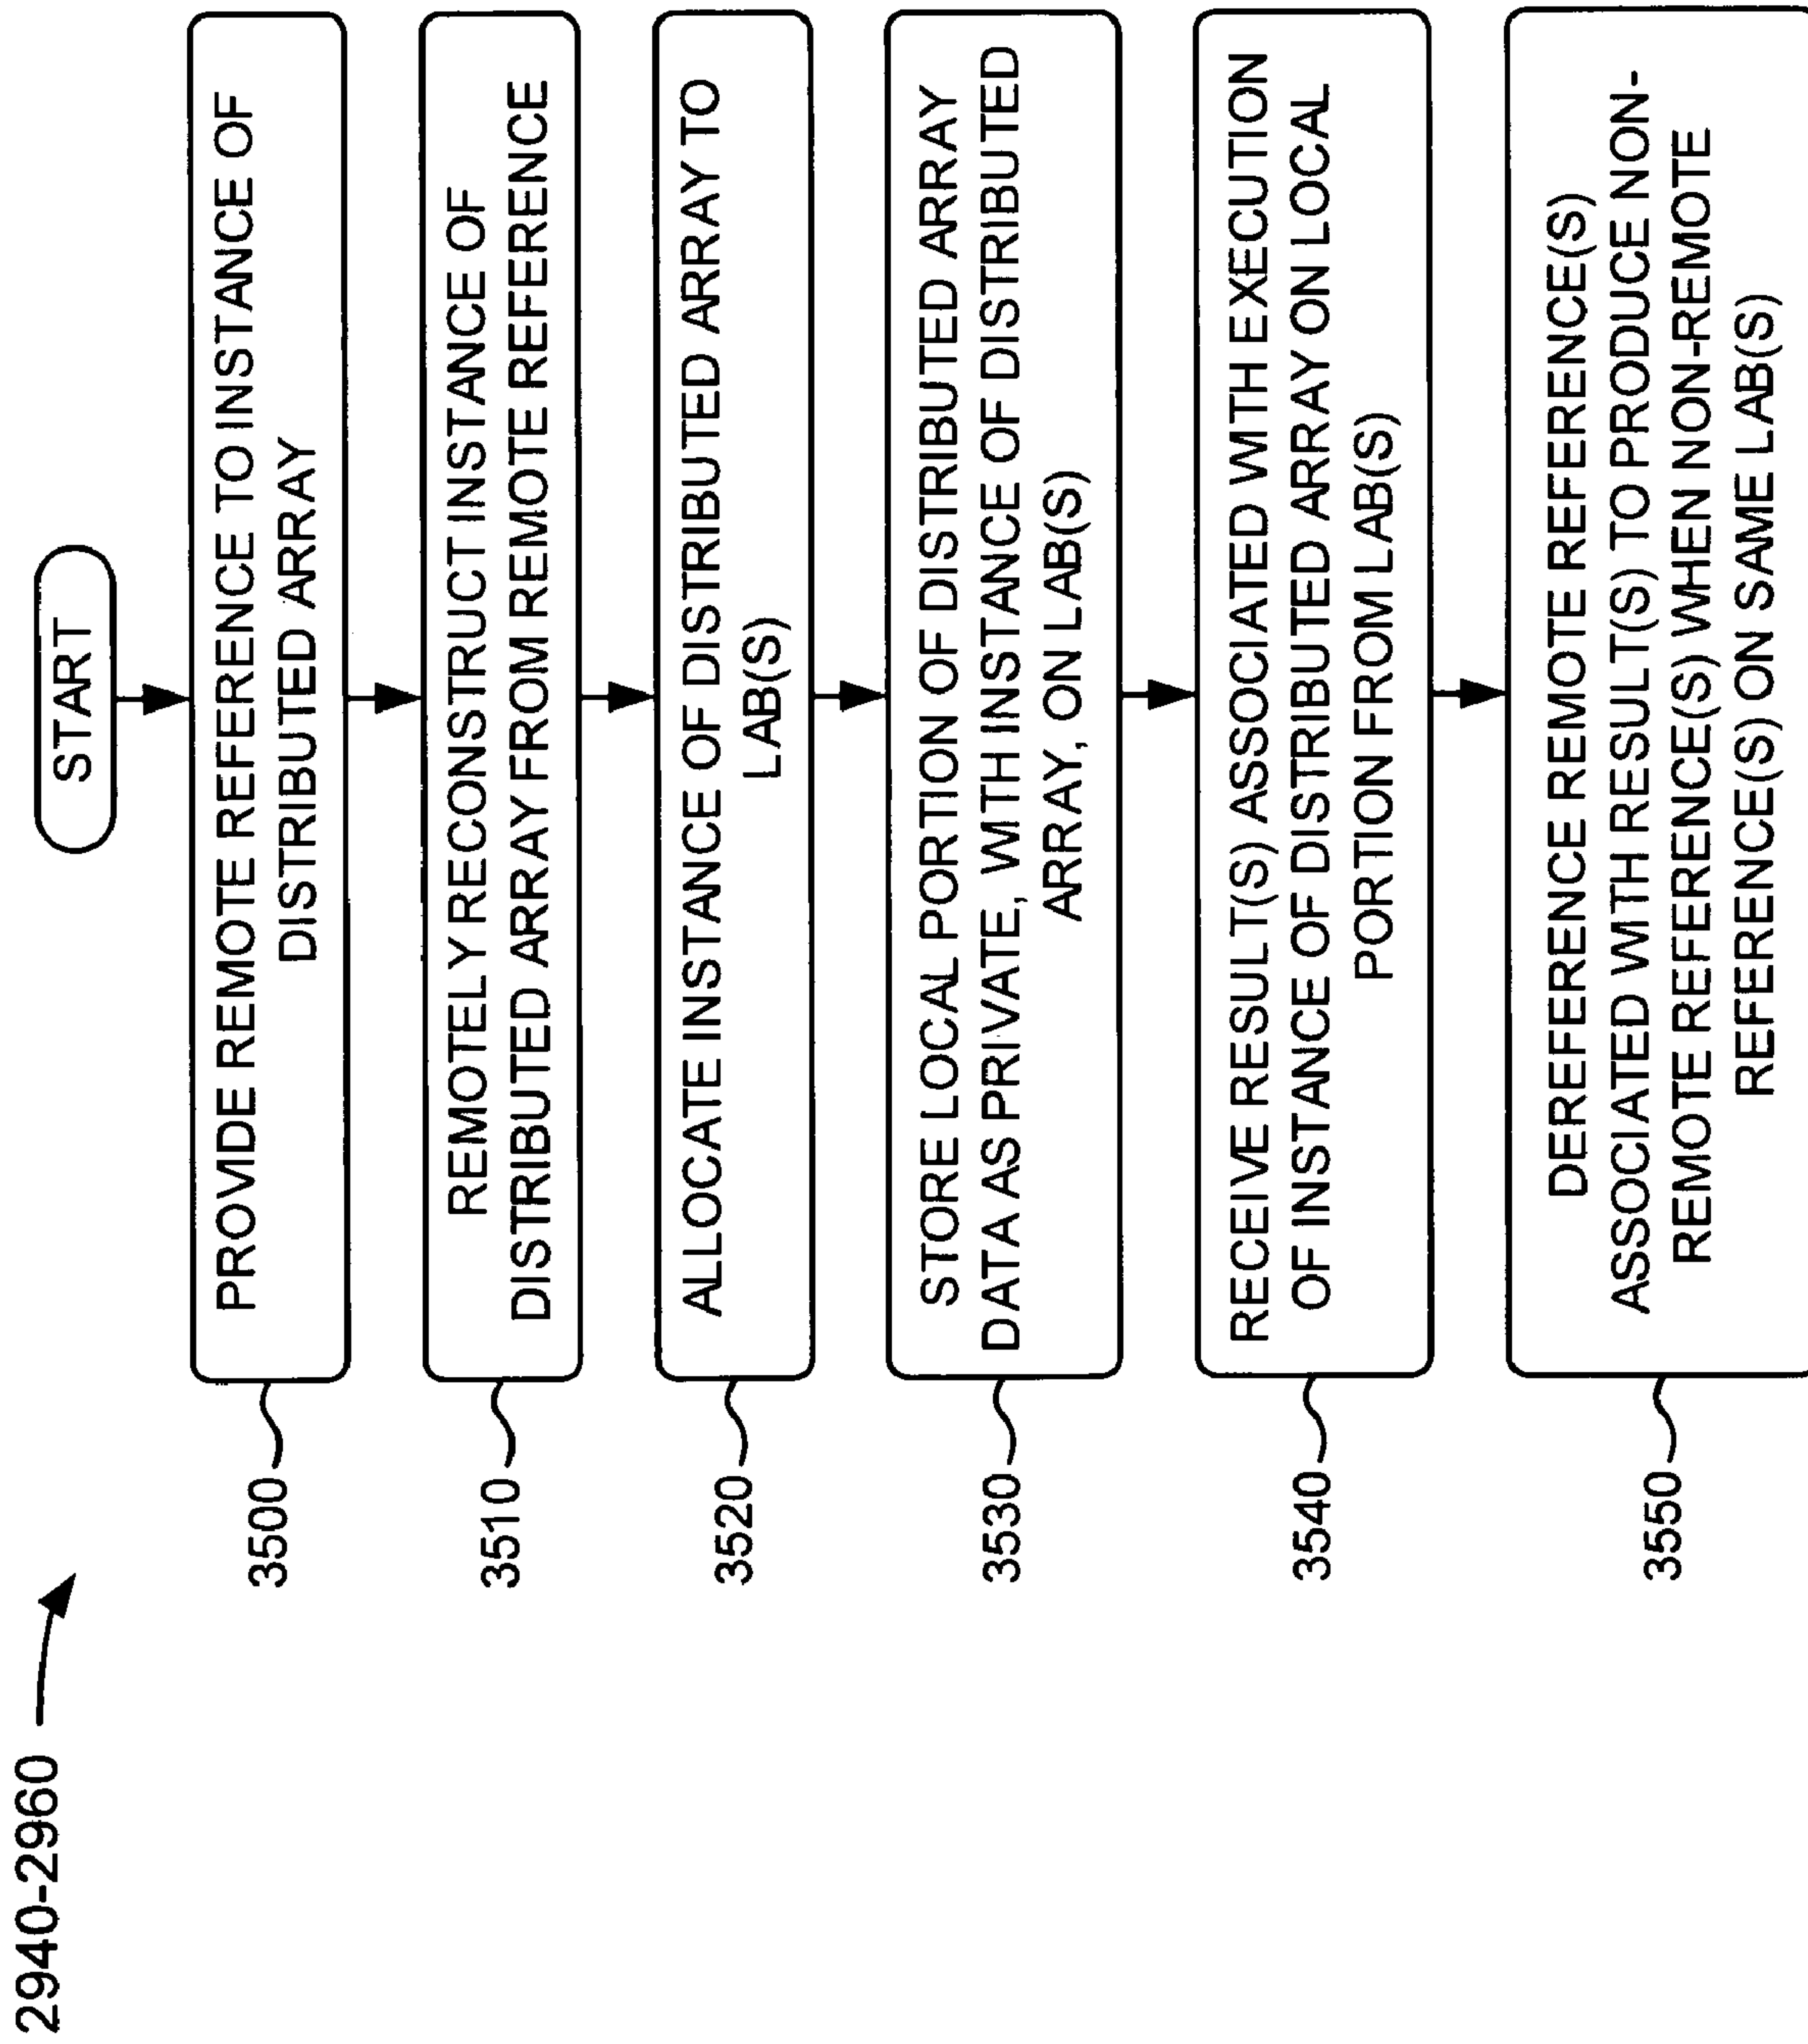 2940-2960
START
3500
PROVIDE REMOTE REFERENCE TO INSTANCE OF
DISTRIBUTED ARRAY
3510
REMOTELY RECONSTRUCT INSTANCE OF
DISTRIBUTED ARRAY FROM REMOTE REFERENCE
3520
ALLOCATE INSTANCE OF DISTRIBUTED ARRAY TO
LAB(S)
3530
STORE LOCAL PORTION OF DISTRIBUTED ARRAY
DATA AS PRIVATE, WITH INSTANCE OF DISTRIBUTED
ARRAY, ON LAB(S)
3540
RECEIVE RESULT(S) ASSOCIATED WITH EXECUTION
OF INSTANCE OF DISTRIBUTED ARRAY ON LOCAL
PORTION FROM LAB(S)
3550
DEREFERENCE REMOTE REFERENCE(S)
ASSOCIATED WITH RESULT(S) TO PRODUCE NON-
REMOTE REFERENCE(S) WHEN NON-REMOTE
REFERENCE(S) ON SAME LAB(S)